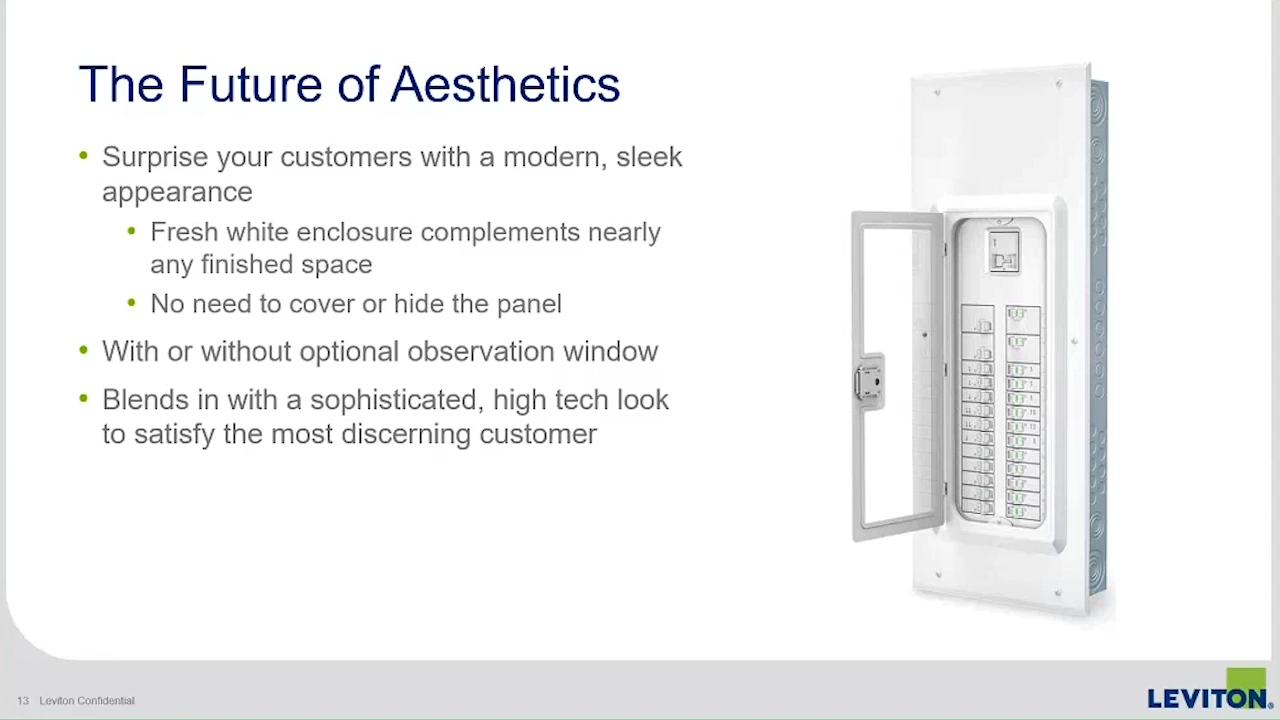 The Future of Aesthetics
• Surprise your customers with a modern, sleek
appearance
• Fresh white enclosure complements nearly
any finished space
• No need to cover or hide the panel
• With or without optional observation window
• Blends in with a sophisticated, high tech look
to satisfy the most discerning customer
13 Leviton Confidential
LEVITON®